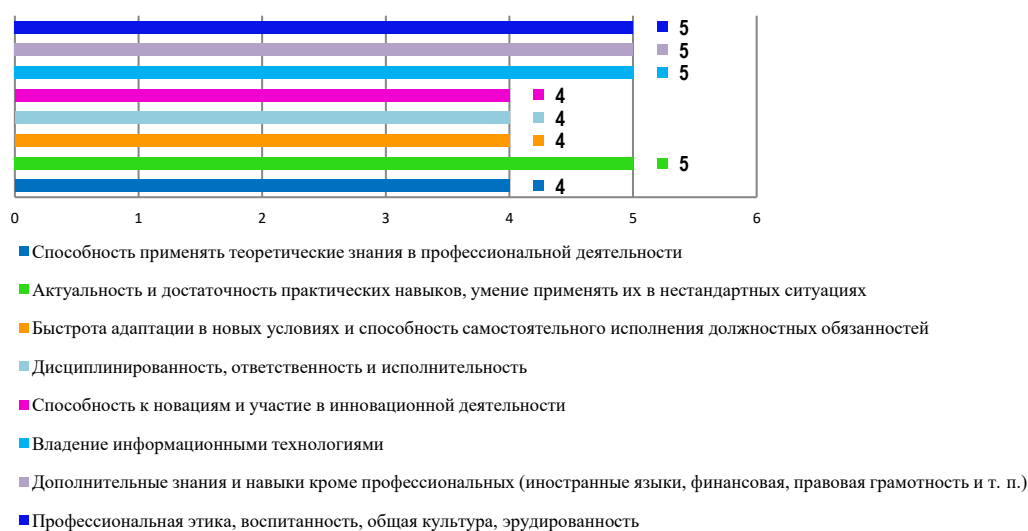 5
5
5
4
4
4
5
4
0 1 2 3 4 5 6
Способность применять теоретические знания в профессиональной деятельности
Актуальность и достаточность практических навыков, умение применять их в нестандартных ситуациях
Быстрота адаптации в новых условиях и способность самостоятельного исполнения должностных обязанностей
Дисциплинированность, ответственность и исполнительность
Способность к новациям и участие в инновационной деятельности
Владение информационными технологиями
Дополнительные знания и навыки кроме профессиональных (иностранные языки, финансовая, правовая грамотность и т. п.)
Профессиональная этика, воспитанность, общая культура, эрудированность